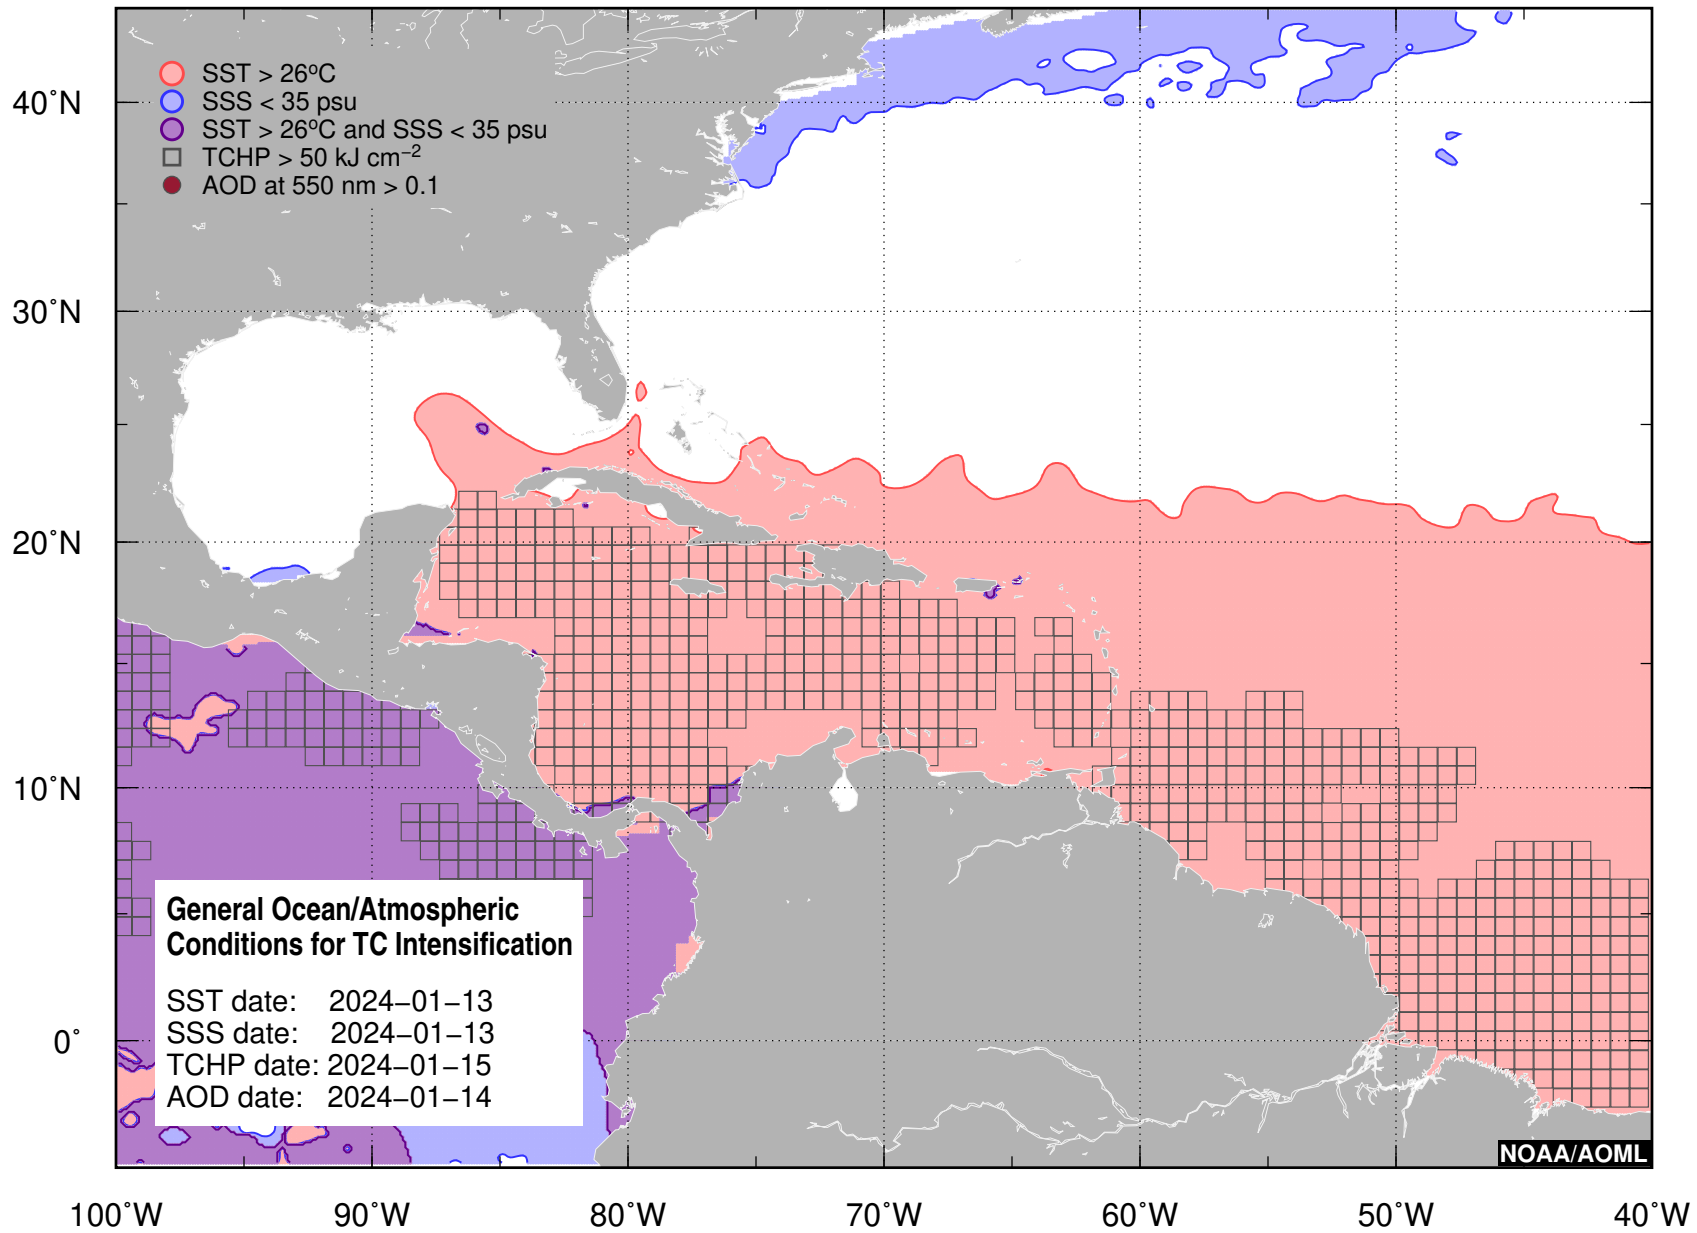 SST > 26°C
SSS < 35 psu
SST > 26°C and SSS < 35 psu
TCHP > 50 kJ cm⁻²
AOD at 550 nm > 0.1
40°N
30°N
20°N
10°N
0°
General Ocean/Atmospheric
Conditions for TC Intensification
SST date: 2024−01−13
SSS date: 2024−01−13
TCHP date: 2024−01−15
AOD date: 2024−01−14
NOAA/AOML
100°W 90°W 80°W 70°W 60°W 50°W 40°W